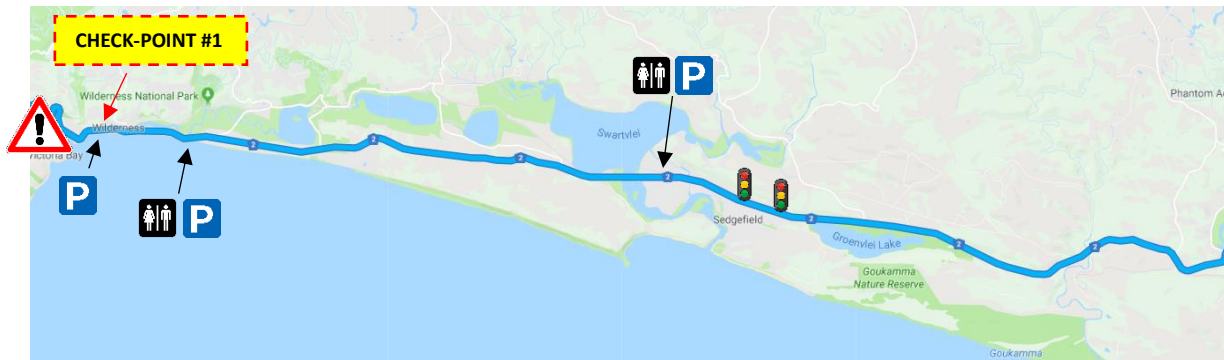 CHECK-POINT #1
Wilderness National Park
Phantom A
Wilderness
Swartvlei
Victoria Bay
P
P
P
2
2
2
2
2
2
2
Sedgefield
Groenvlei Lake
Goukamma
Nature Reserve
Goukamma